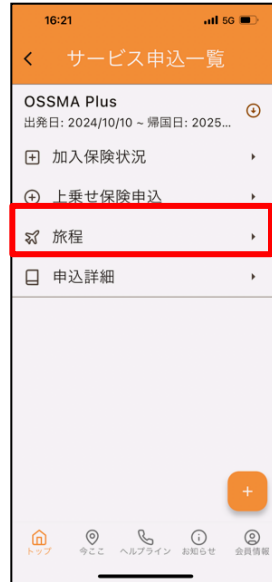 16:21
5G
サービス申込一覧
OSSMA Plus
出発日: 2024/10/10 ~ 帰国日: 2025...
加入保険状況
上乗せ保険申込
旅程
申込詳細
トップ
今ここ
ヘルプライン
お知らせ
会員情報